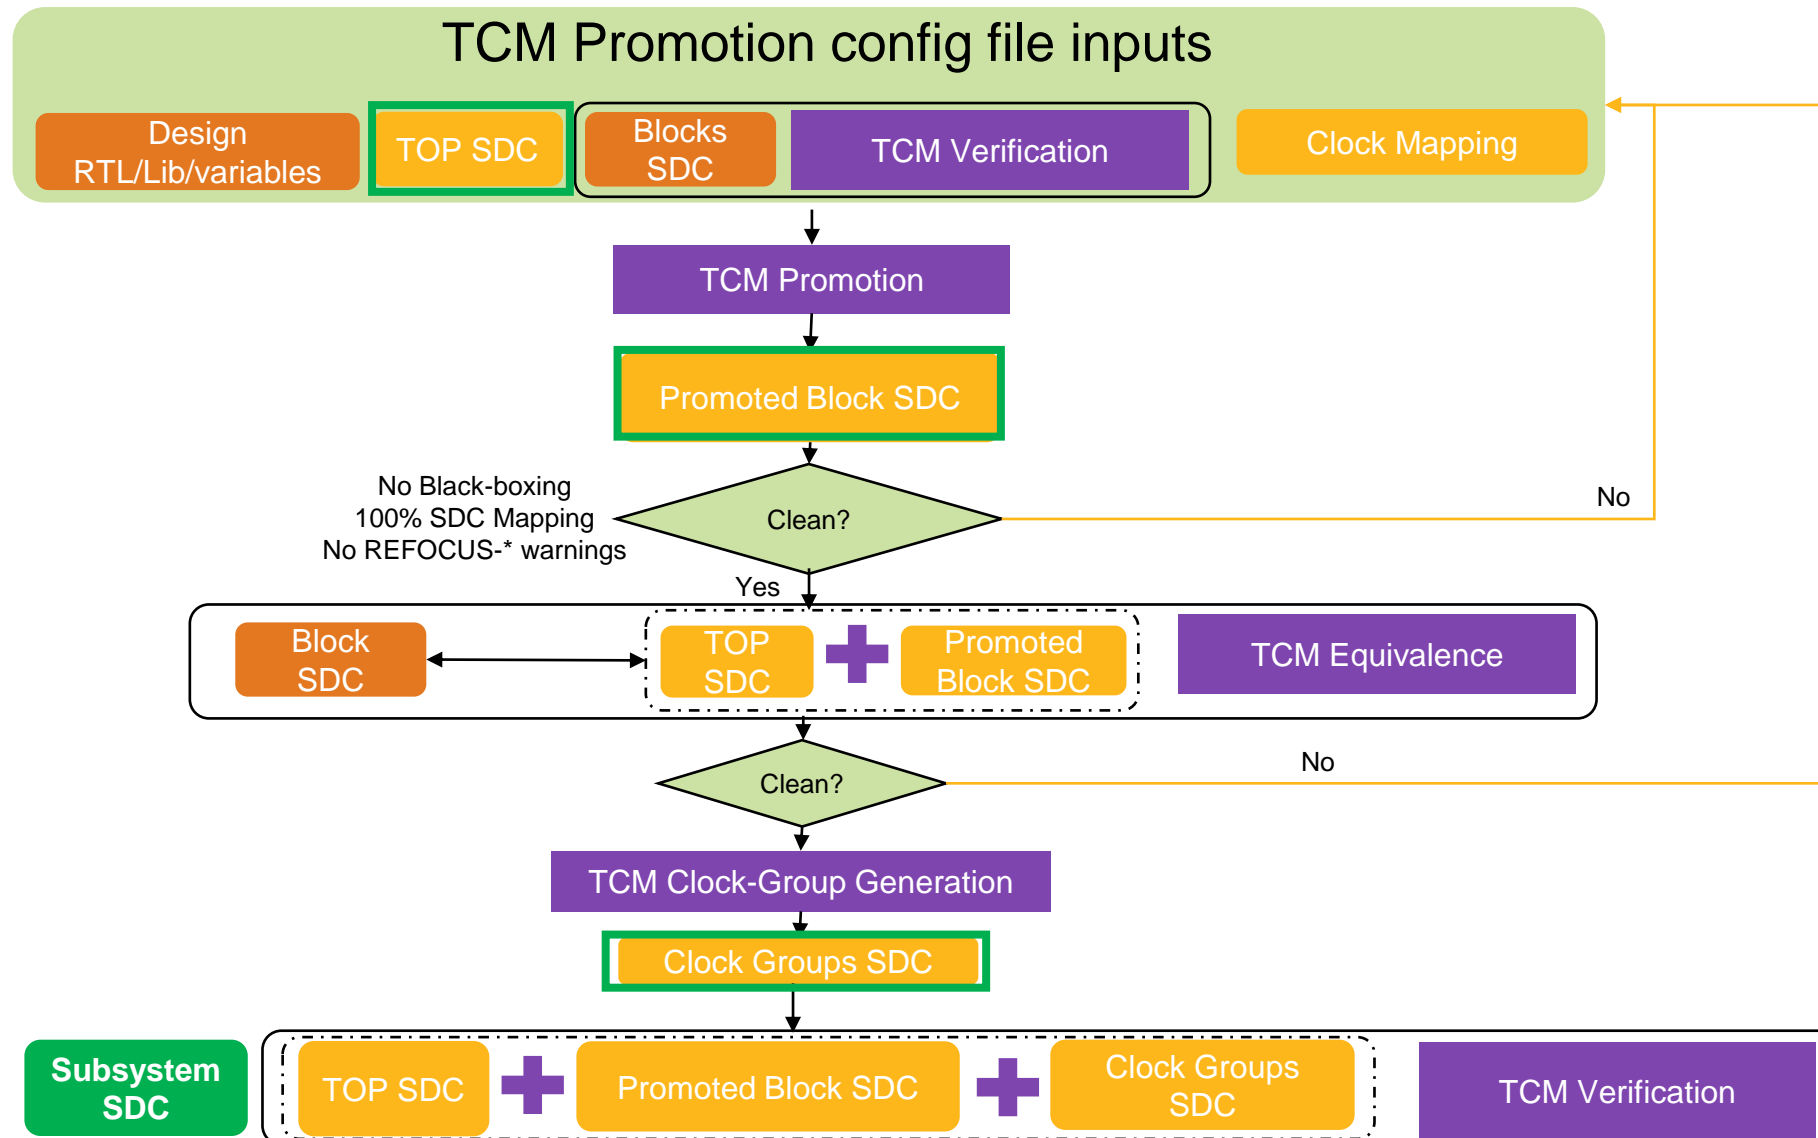 TCM Promotion config file inputs
Design
RTL/Lib/variables
TOP SDC
Blocks
SDC
TCM Verification
Clock Mapping
TCM Promotion
Promoted Block SDC
No Black-boxing
100% SDC Mapping
No REFOCUS-* warnings
Clean?
No
Yes
Block
SDC
TOP
SDC
Promoted
Block SDC
TCM Equivalence
Clean?
No
TCM Clock-Group Generation
Clock Groups SDC
Subsystem
SDC
TOP SDC
Promoted Block SDC
Clock Groups
SDC
TCM Verification